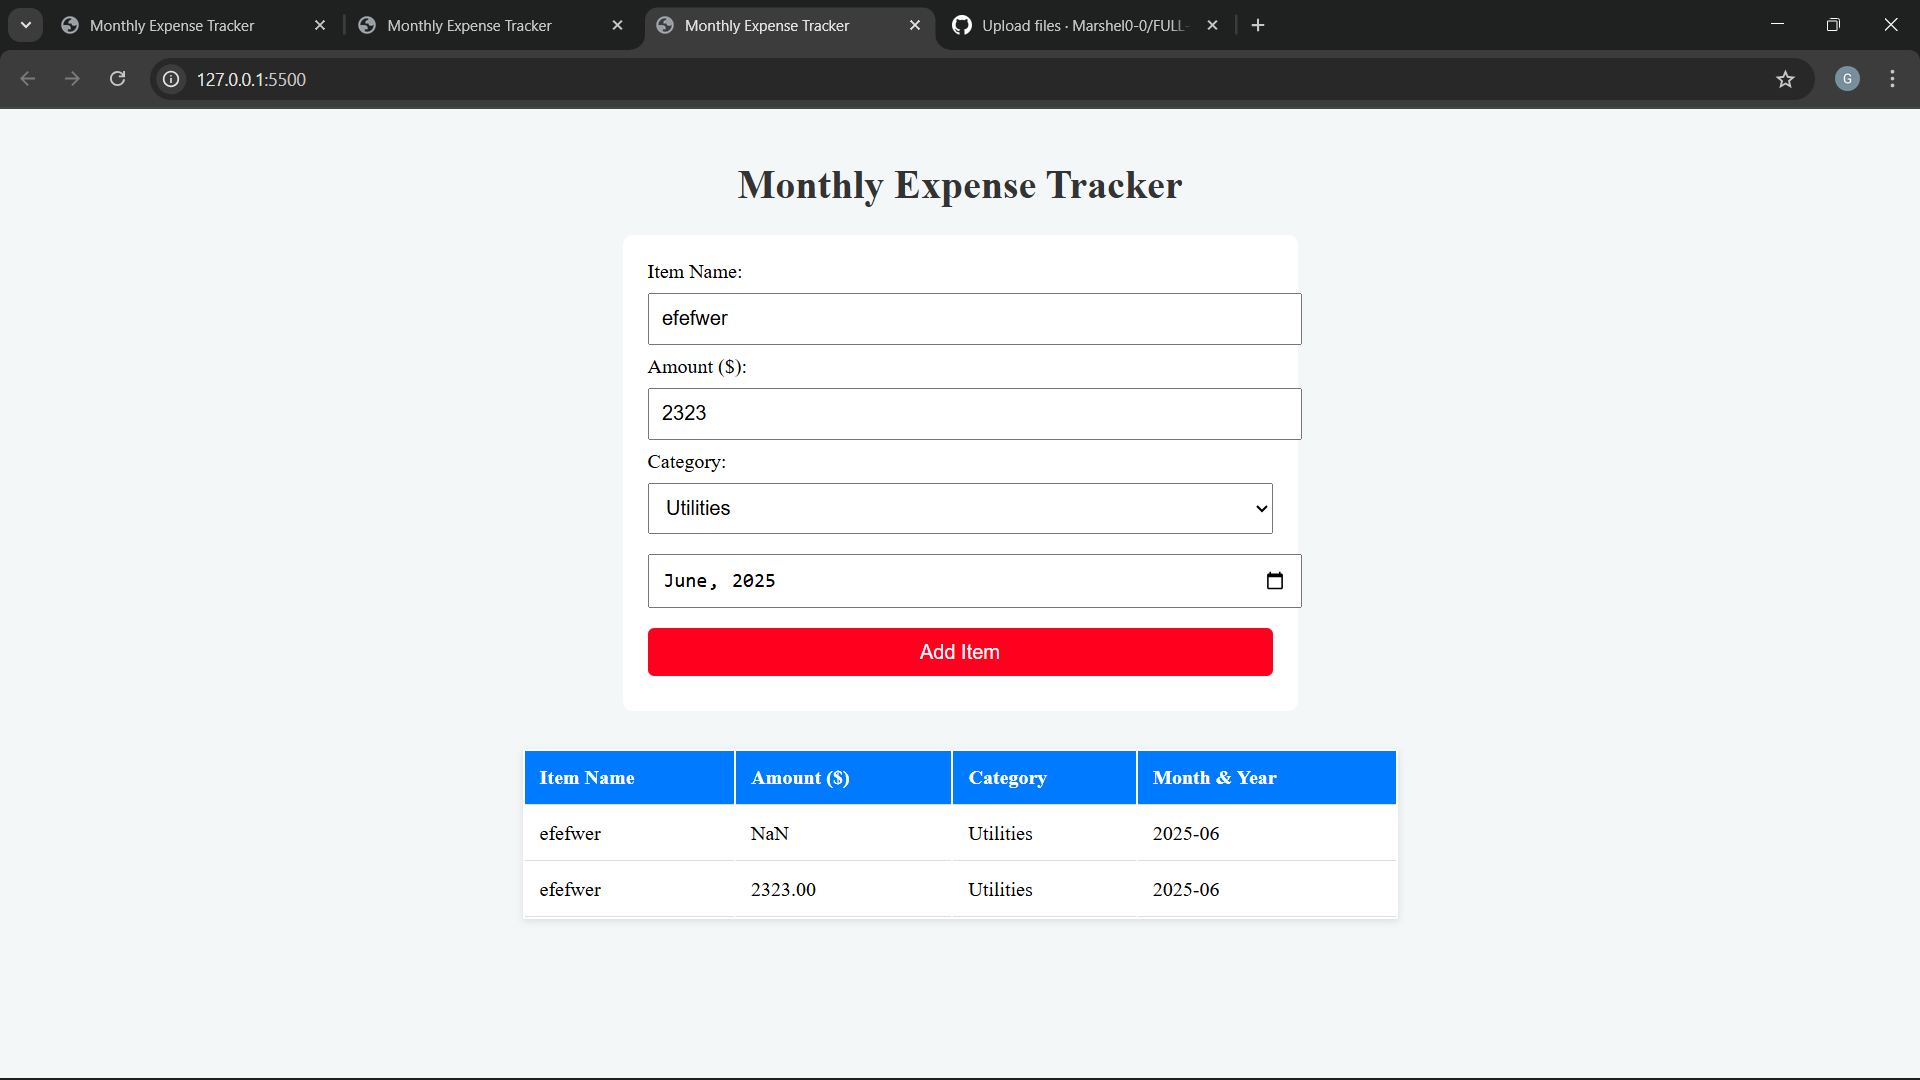 Monthly Expense Tracker
Monthly Expense Tracker
Monthly Expense Tracker
Upload files · Marshel0-0/FULL-
127.0.0.1:5500
G
Monthly Expense Tracker
Item Name:
efefwer
Amount ($):
2323
Category:
Utilities
June, 2025
Add Item
Item Name Amount ($) Category Month & Year
efefwer NaN Utilities 2025-06
efefwer 2323.00 Utilities 2025-06